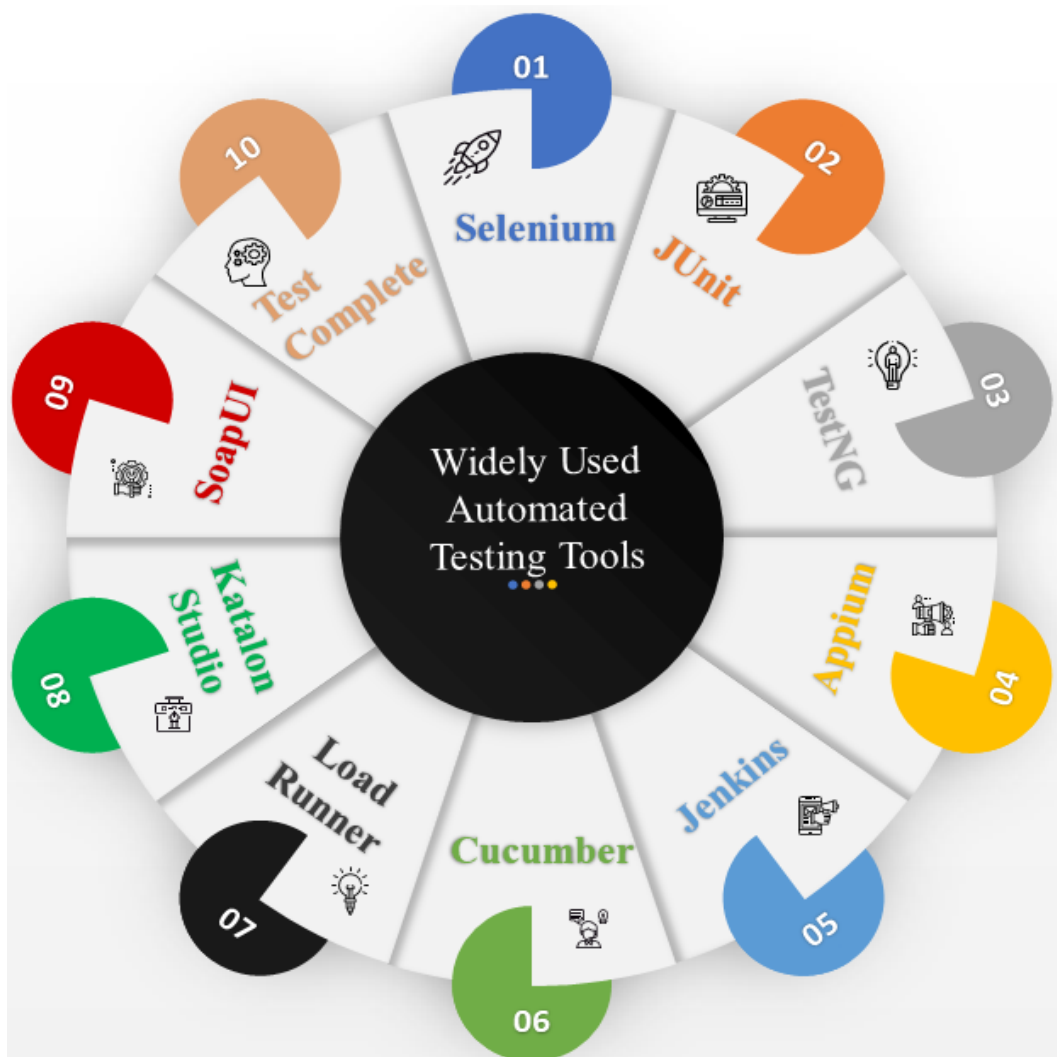 Widely Used
Automated
Testing Tools
01
Selenium
02
JUnit
03
TestNG
04
Appium
05
Jenkins
06
Cucumber
07
Load
Runner
08
Katalon
Studio
09
SoapUI
10
Test
Complete